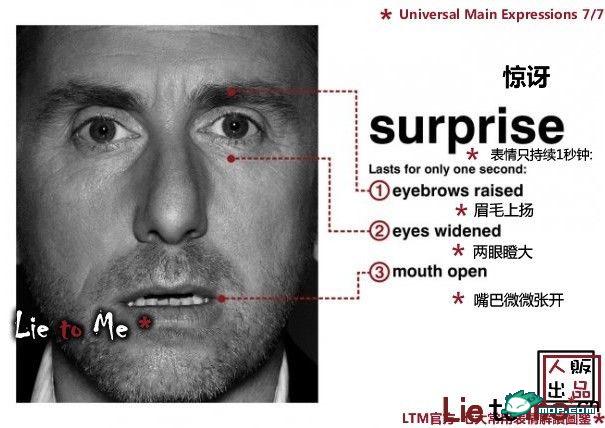 * Universal Main Expressions 7/7
惊讶
surprise
* 表情只持续1秒钟:
Lasts for only one second:
① eyebrows raised
* 眉毛上扬
② eyes widened
* 两眼瞪大
③ mouth open
* 嘴巴微微张开
Lie to Me *
人贩
出品
Lie to
mop.com
LTM官方